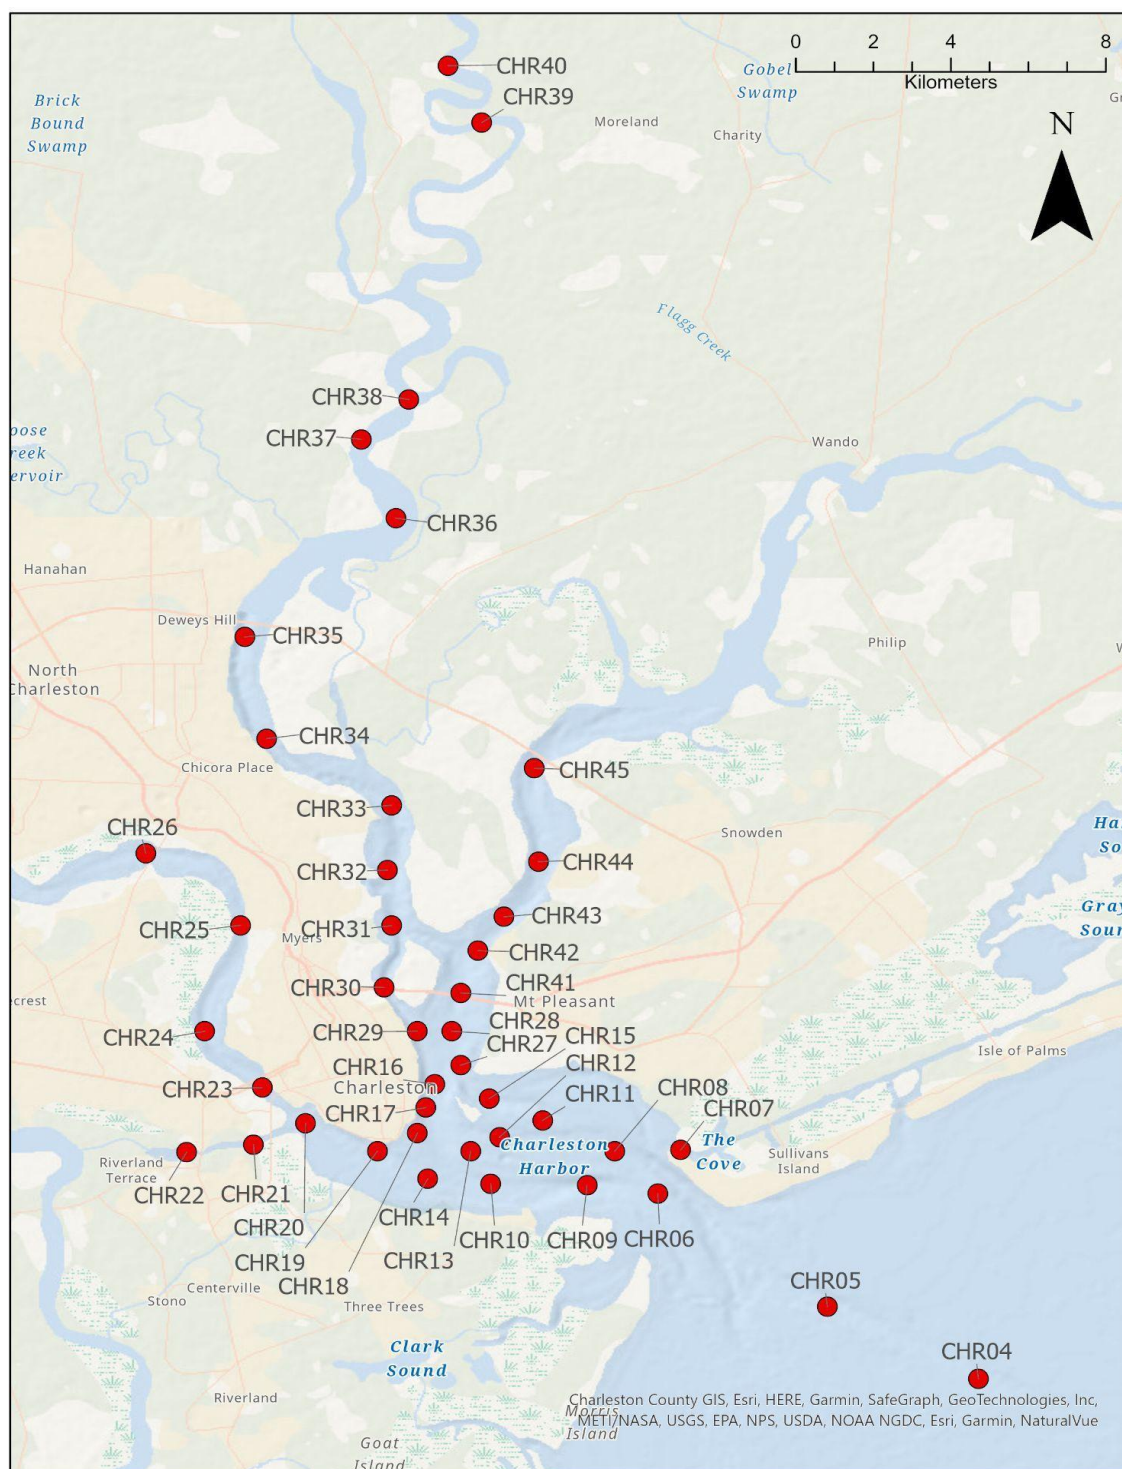 0 2 4 8
Kilometers
CHR40
CHR39
Gobel
Swamp
Brick
Bound
Swamp
Moreland
Charity
N
Flagg Creek
CHR38
CHR37
Wando
CHR36
Hanahan
Deweys Hill
CHR35
North
Charleston
Philip
CHR34
Chicora Place
CHR45
CHR33
CHR26
Snowden
CHR32
CHR44
CHR25
Myers
CHR31
CHR43
CHR42
CHR30
CHR41
Mt Pleasant
CHR24
CHR29
CHR28
CHR15
CHR27
Isle of Palms
CHR12
CHR16
Charleston
CHR23
CHR08
CHR11
CHR17
CHR07
The
Cove
Charleston
Harbor
Sullivans
Island
Riverland
Terrace
CHR22
CHR21
CHR14
CHR20
CHR10
CHR09
CHR06
CHR19
CHR13
CHR18
CHR05
Centerville
Stono
Three Trees
Clark
Sound
CHR04
Riverland
Charleston County GIS, Esri, HERE, Garmin, SafeGraph, GeoTechnologies, Inc,
METI/NASA, USGS, EPA, NPS, USDA, NOAA NGDC, Esri, Garmin, NaturalVue
Morris
Island
Goat
Island